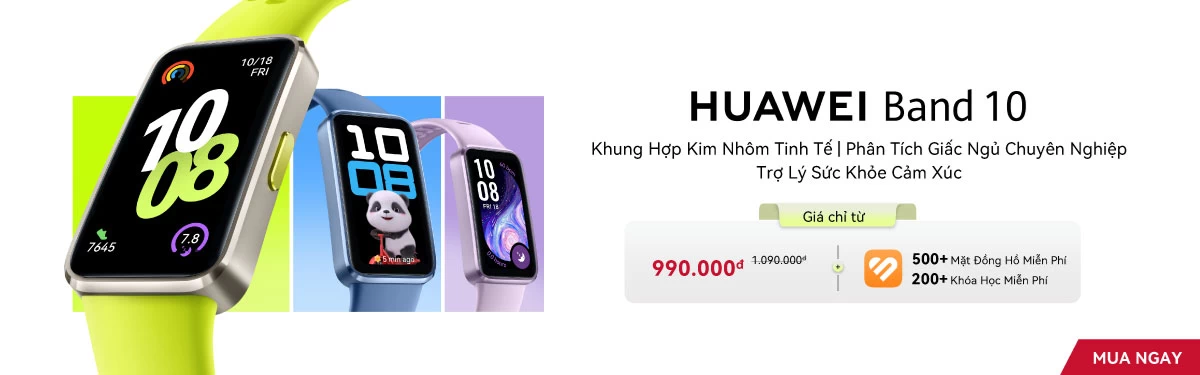 10/18
FRI
10
08
7645
7.8
10
08
5 min ago
10
08
FRI 18
HUAWEI Band 10
Khung Hợp Kim Nhôm Tinh Tế | Phân Tích Giấc Ngủ Chuyên Nghiệp
Trợ Lý Sức Khỏe Cảm Xúc
Giá chỉ từ
990.000đ 1.090.000đ + 500+ Mặt Đồng Hồ Miễn Phí
200+ Khóa Học Miễn Phí
MUA NGAY